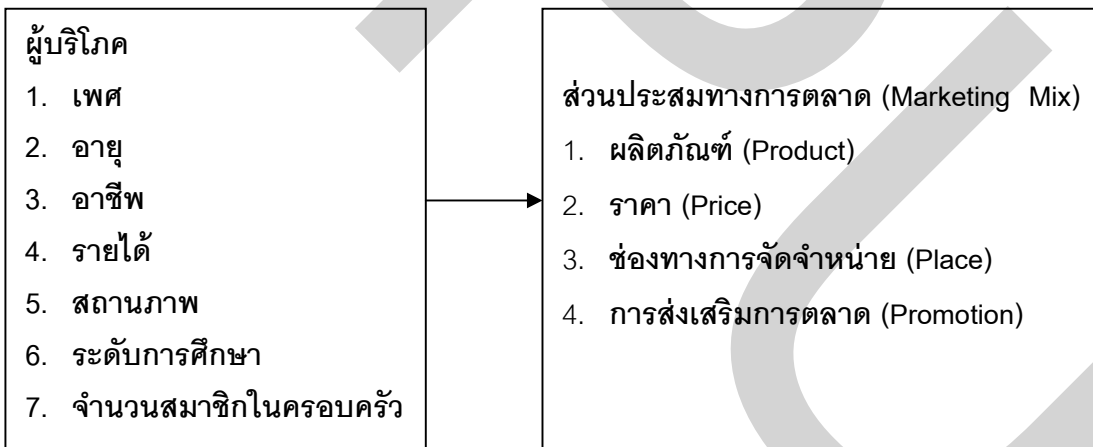 ผู้บริโภค
1. เพศ
2. อายุ
3. อาชีพ
4. รายได้
5. สถานภาพ
6. ระดับการศึกษา
7. จำนวนสมาชิกในครอบครัว
ส่วนประสมทางการตลาด (Marketing Mix)
1. ผลิตภัณฑ์ (Product)
2. ราคา (Price)
3. ช่องทางการจัดจำหน่าย (Place)
4. การส่งเสริมการตลาด (Promotion)